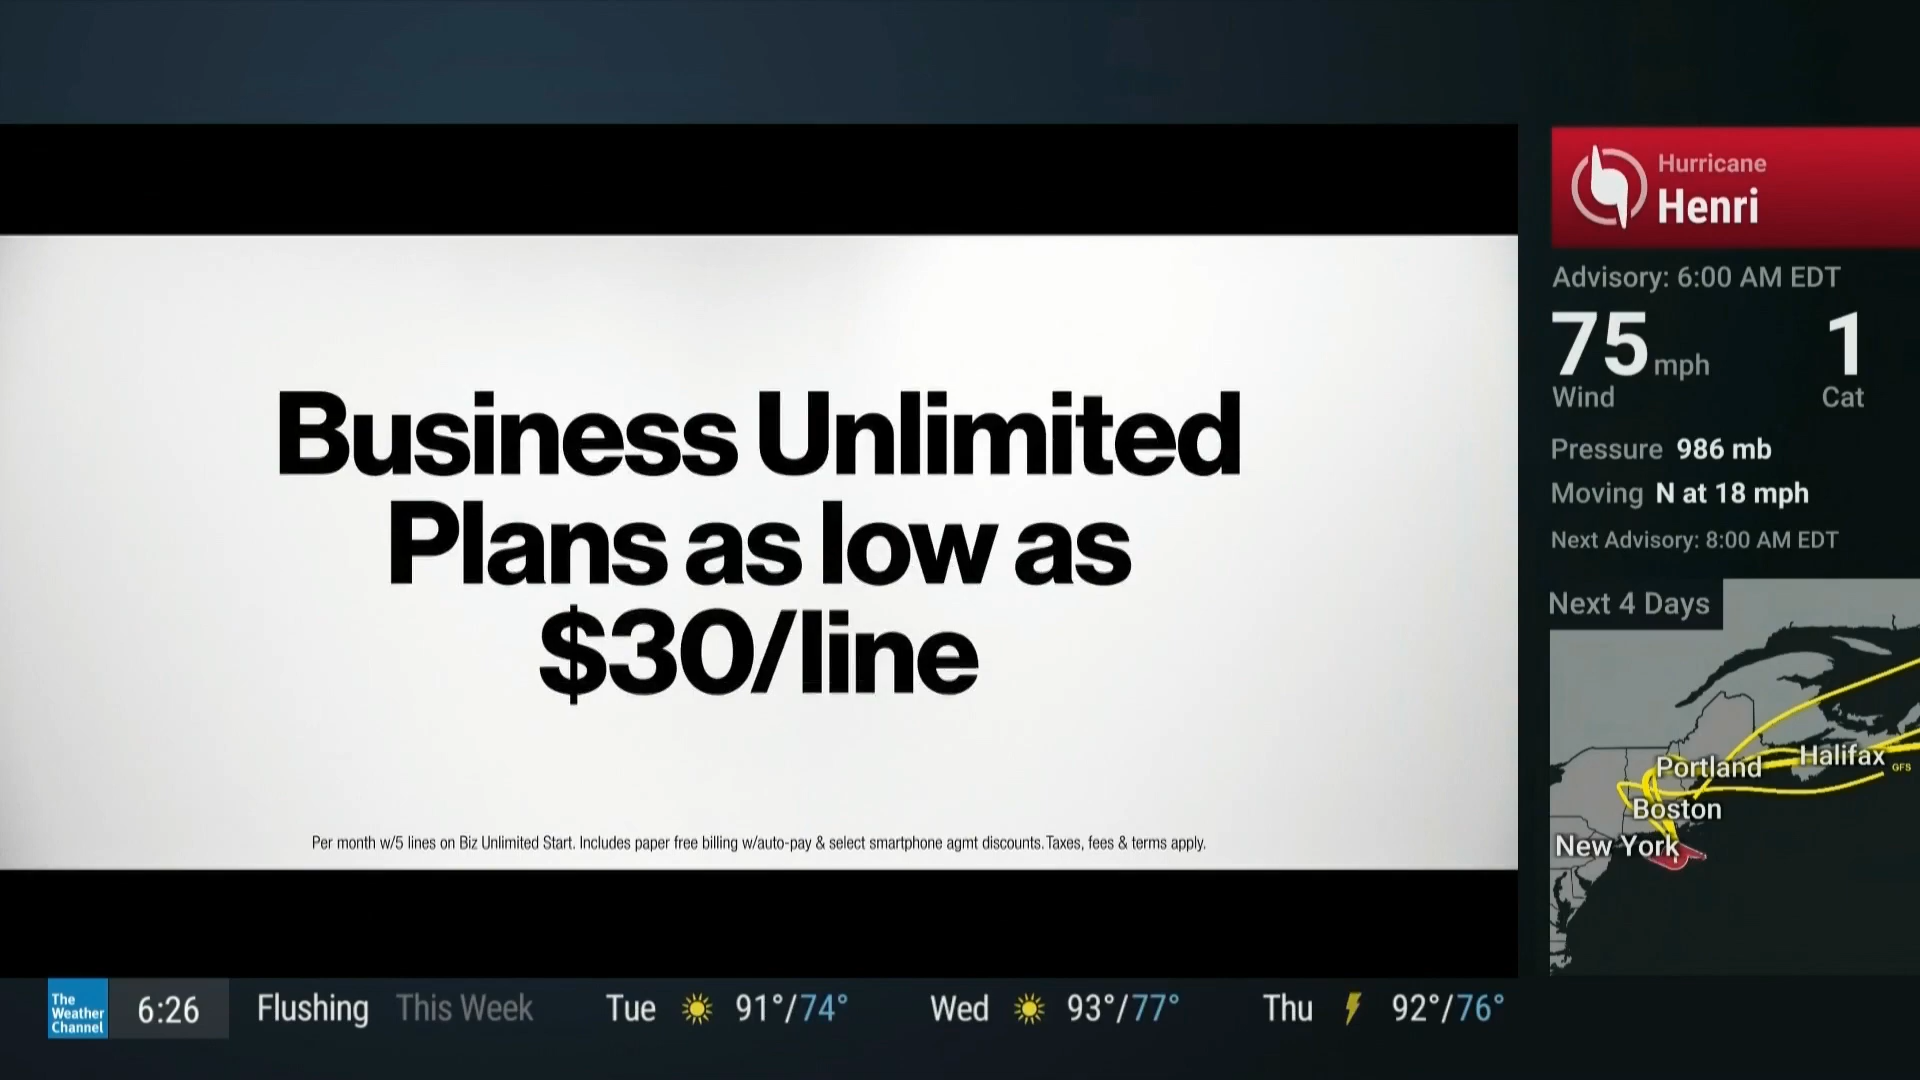 Business Unlimited
Plans as low as
$30/line
Per month w/5 lines on Biz Unlimited Start. Includes paper free billing w/auto-pay & select smartphone agmt discounts. Taxes, fees & terms apply.
Hurricane
Henri
Advisory: 6:00 AM EDT
75 mph 1
Wind Cat
Pressure 986 mb
Moving N at 18 mph
Next Advisory: 8:00 AM EDT
Next 4 Days
Halifax
GFS
Portland
Boston
New York
The
Weather
Channel
6:26 Flushing This Week Tue 91°/74° Wed 93°/77° Thu 92°/76°